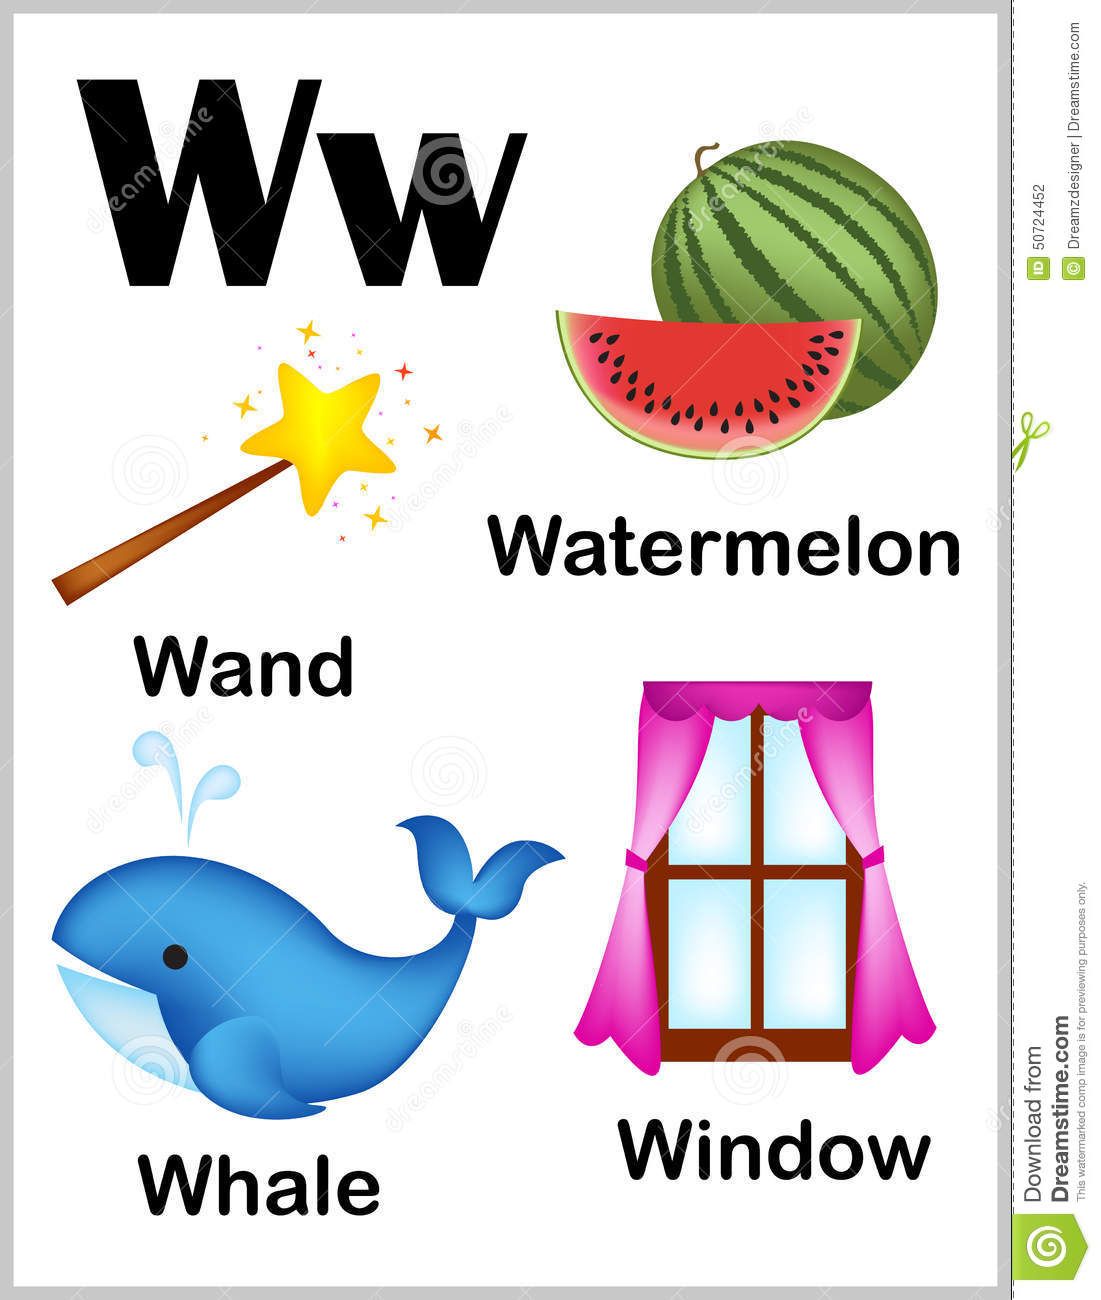 Ww
Watermelon
Wand
Window
Whale
dreamstime
ID 50724452
© Dreamzdesigner | Dreamstime.com
Download from
Dreamstime.com
This watermarked comp image is for previewing purposes only.